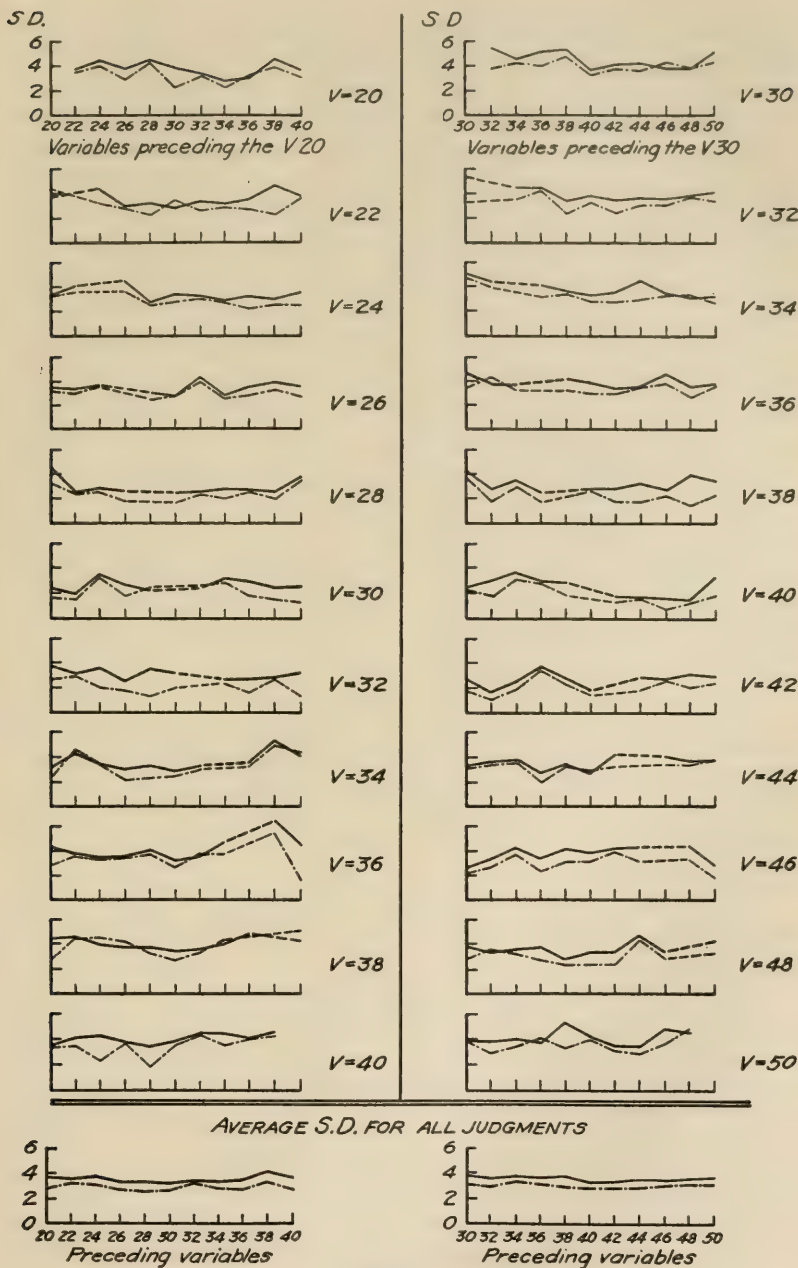 S D.
6
4
2
0
20 22 24 26 28 30 32 34 36 38 40
V=20
Variables preceding the V 20
V=22
V=24
V=26
V=28
V=30
V=32
V=34
V=36
V=38
V=40
S D
6
4
2
0
30 32 34 36 38 40 42 44 46 48 50
V=30
Variables preceding the V30
V=32
V=34
V=36
V=38
V=40
V=42
V=44
V=46
V=48
V=50
AVERAGE S.D. FOR ALL JUDGMENTS
6
4
2
0
20 22 24 26 28 30 32 34 36 38 40
Preceding variables
6
4
2
0
30 32 34 36 38 40 42 44 46 48 50
Preceding variables